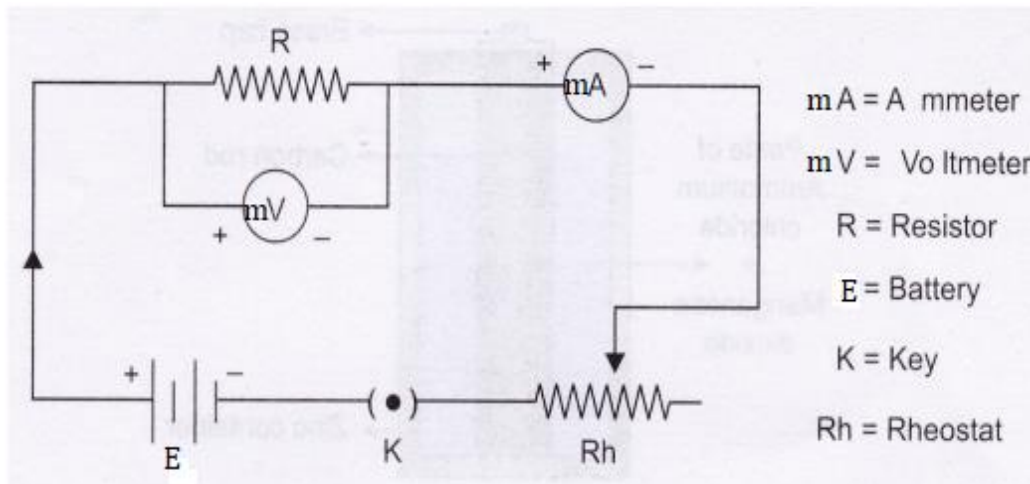 R
+ mA −
mV
+ −
+ −
E
K
Rh
mA = A mmeter
mV = Vo ltmeter
R = Resistor
E = Battery
K = Key
Rh = Rheostat